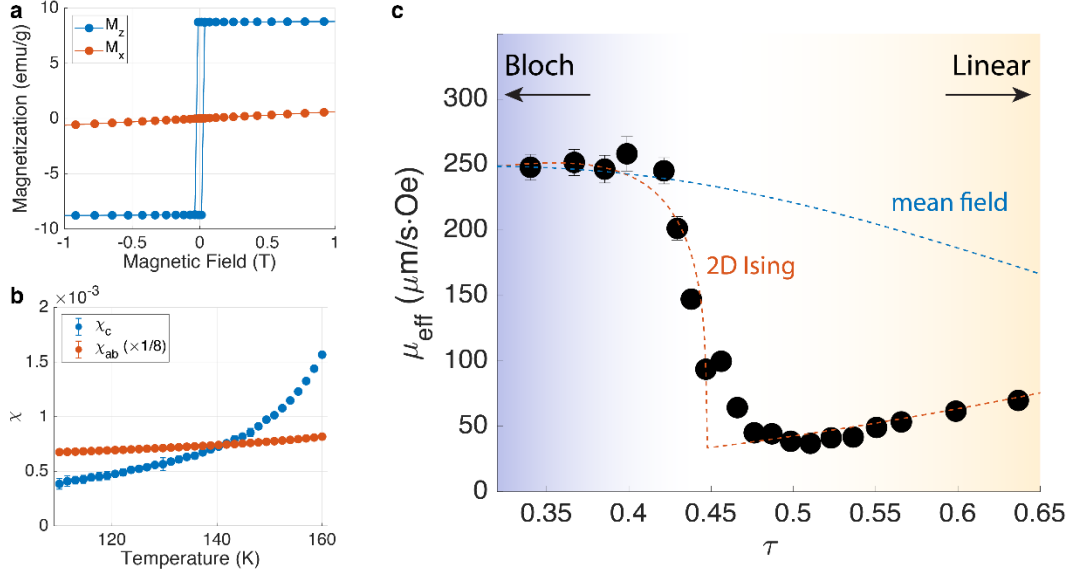 a
M_z
M_x
Magnetization (emu/g)
10
5
0
-5
-10
-1
-0.5
0
0.5
1
Magnetic Field (T)
b
×10⁻³
χ_c
χ_ab (×1/8)
χ
2
1.5
1
0.5
0
120
140
160
Temperature (K)
c
Bloch
Linear
μ_eff (μm/s·Oe)
300
250
200
150
100
50
0
mean field
2D Ising
0.35
0.4
0.45
0.5
0.55
0.6
0.65
τ